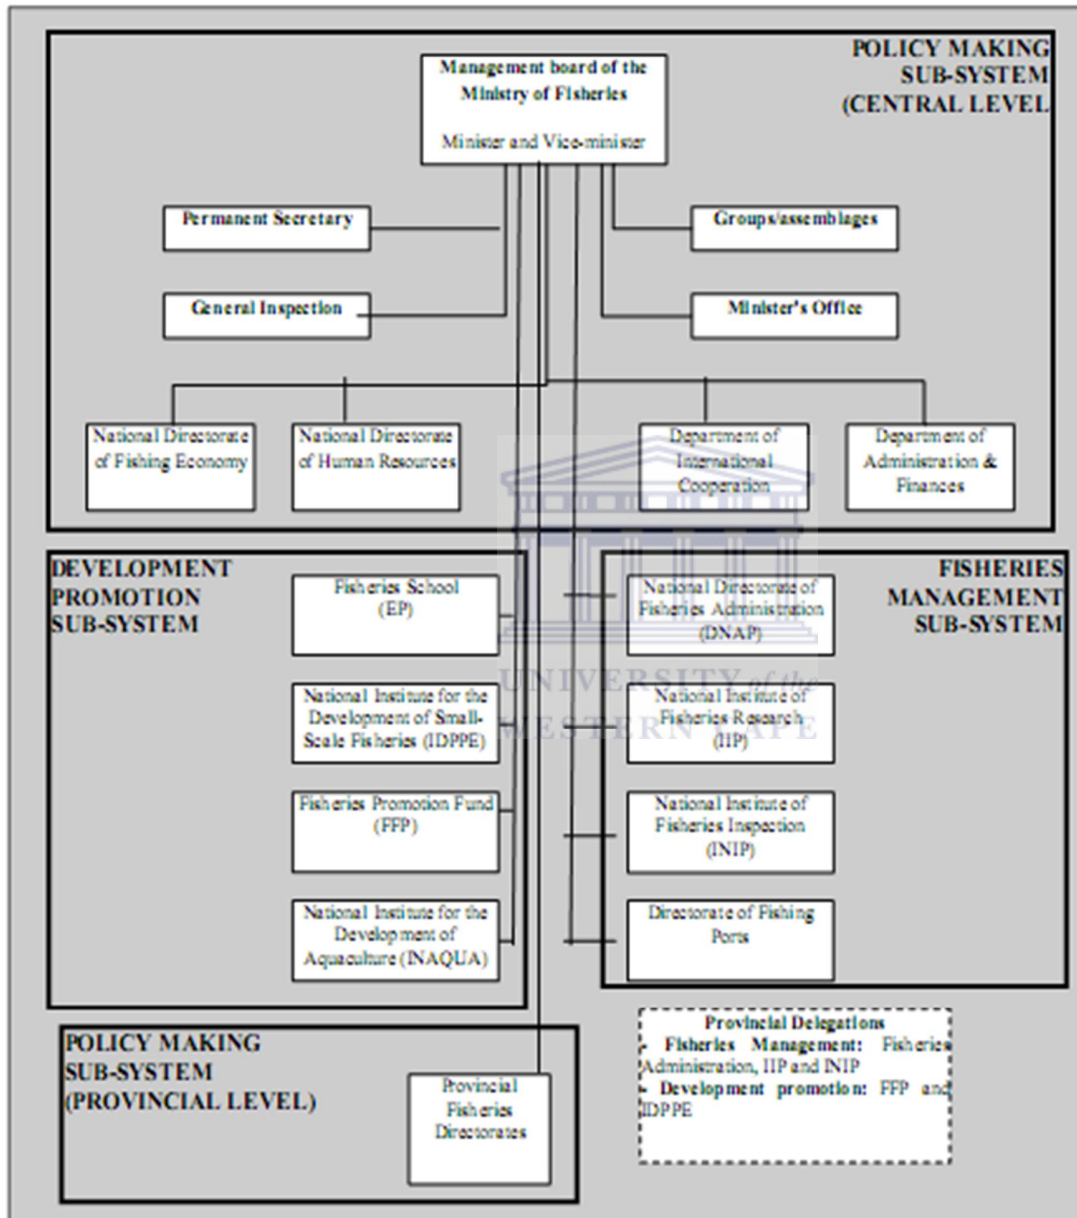 POLICY MAKING
SUB-SYSTEM
(CENTRAL LEVEL
Management board of the
Ministry of Fisheries
Minister and Vice-minister
Permanent Secretary
Groups/assemblages
General Inspection
Minister's Office
National Directorate
of Fishing Economy
National Directorate
of Human Resources
Department of
International
Cooperation
Department of
Administration &
Finances
DEVELOPMENT
PROMOTION
SUB-SYSTEM
Fisheries School
(EP)
National Institute for the
Development of Small-
Scale Fisheries (IDPPE)
Fisheries Promotion Fund
(FFP)
National Institute for the
Development of
Aquaculture (INAQUA)
FISHERIES
MANAGEMENT
SUB-SYSTEM
National Directorate of
Fisheries Administration
(DNAP)
National Institute of
Fisheries Research
(IIP)
National Institute of
Fisheries Inspection
(INIP)
Directorate of Fishing
Ports
UNIVERSITY of the
WESTERN CAPE
POLICY MAKING
SUB-SYSTEM
(PROVINCIAL LEVEL)
Provincial
Fisheries
Directorates
Provincial Delegations
- Fisheries Management: Fisheries
Administration, IIP and INIP
- Development promotion: FFP and
IDPPE